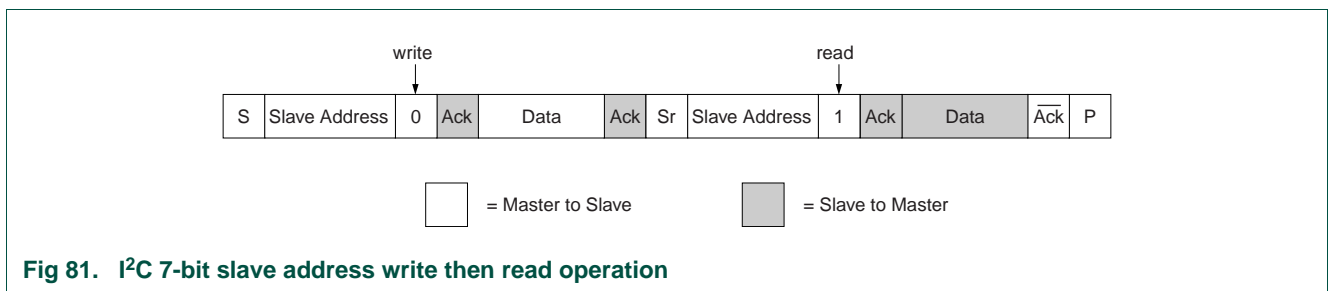 write read
S Slave Address 0 Ack Data Ack Sr Slave Address 1 Ack Data A̅c̅k̅ P
= Master to Slave = Slave to Master
Fig 81. I²C 7-bit slave address write then read operation